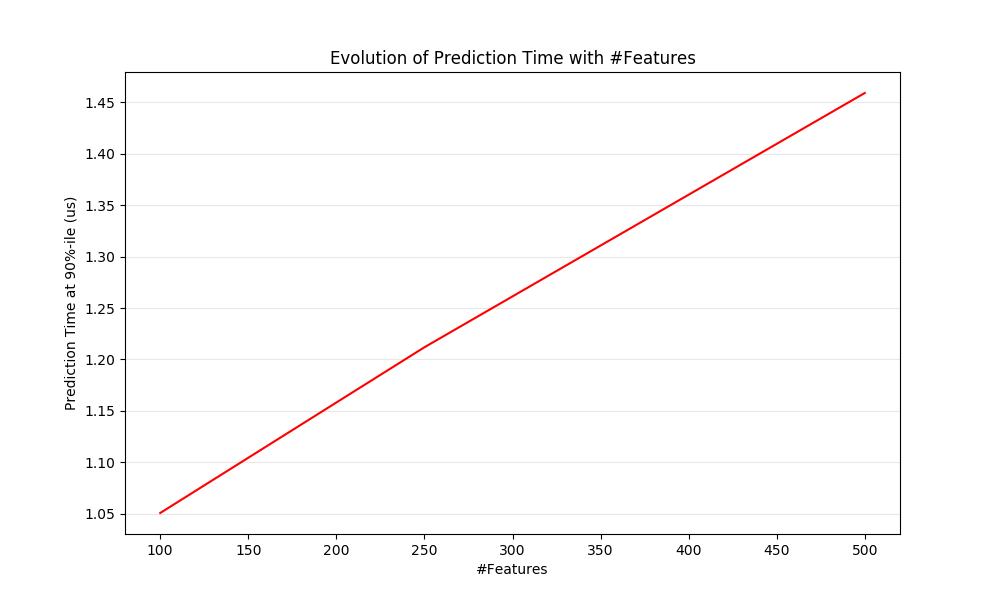 Evolution of Prediction Time with #Features
Prediction Time at 90%-ile (us)
1.45
1.40
1.35
1.30
1.25
1.20
1.15
1.10
1.05
100 150 200 250 300 350 400 450 500
#Features